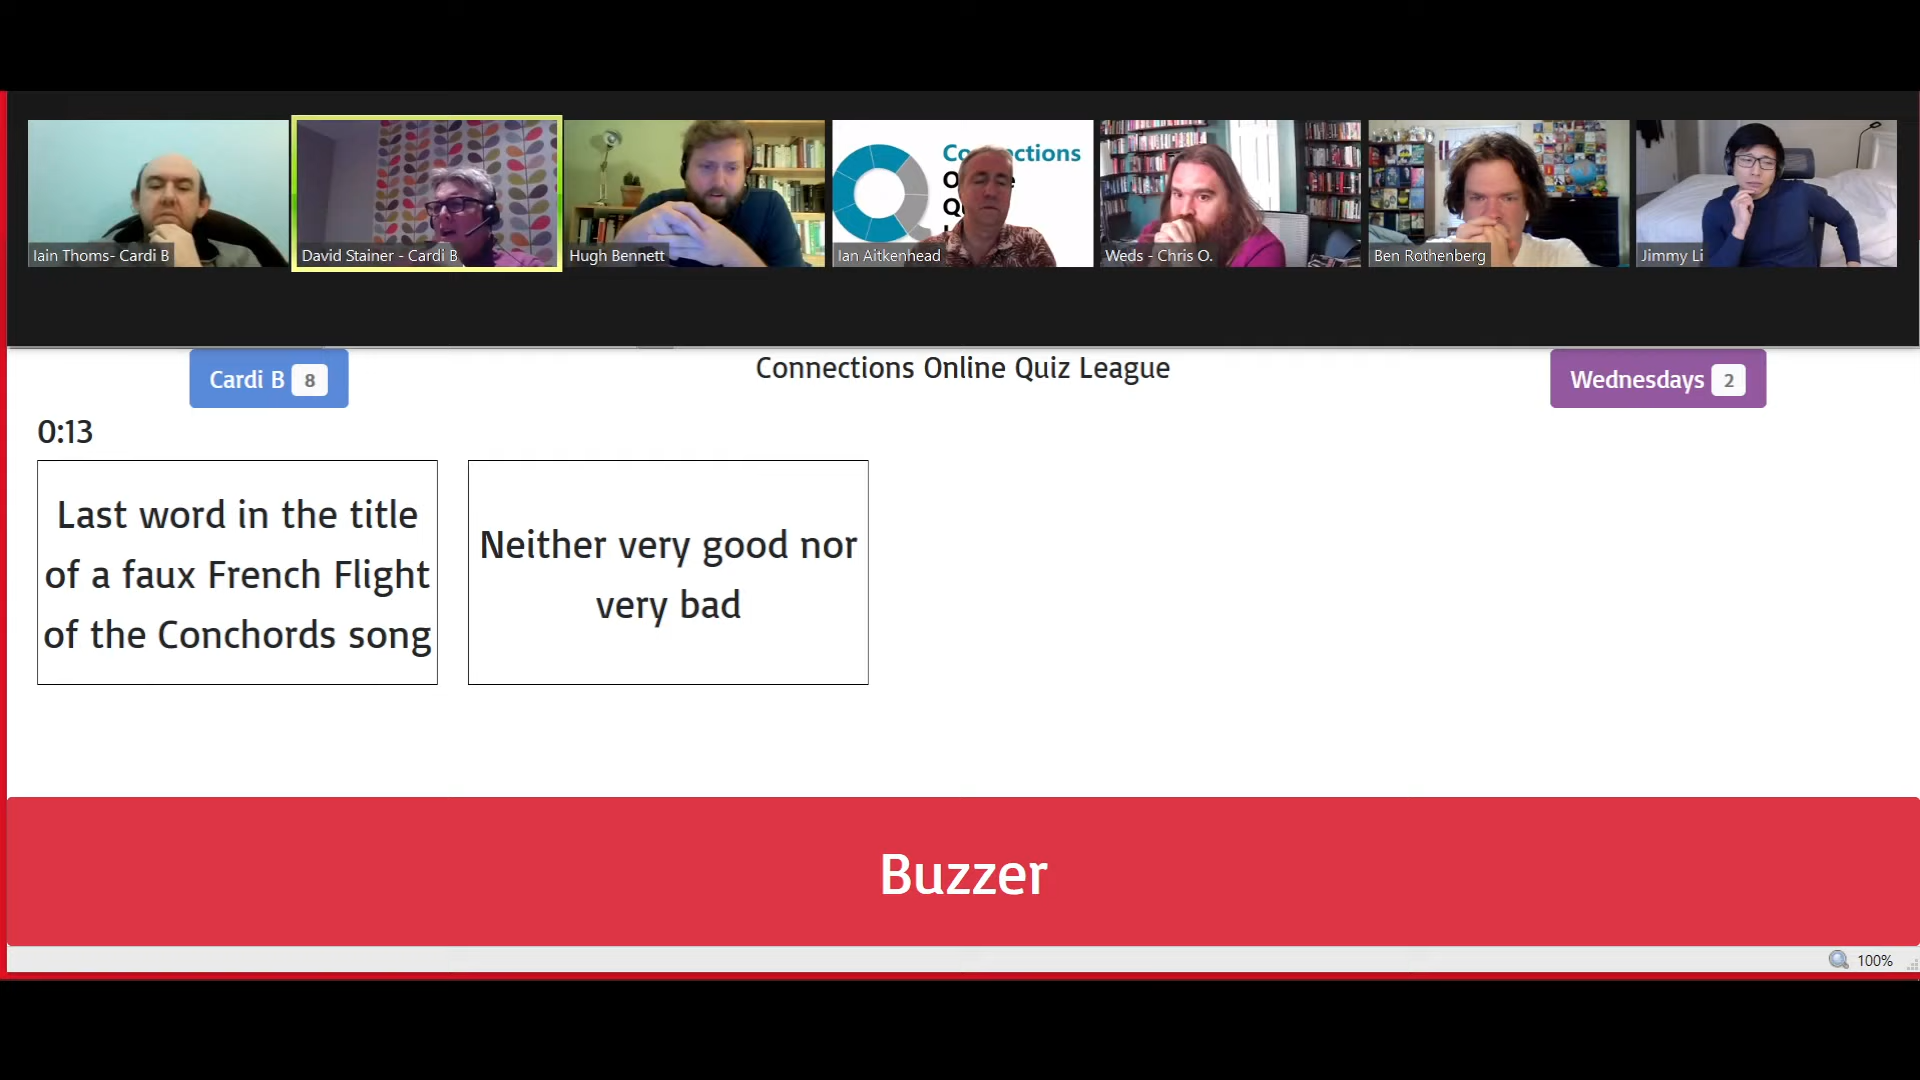 Connections
O
e
Q
Iain Thoms- Cardi B
David Stainer - Cardi B
Hugh Bennett
Ian Aitkenhead
Weds - Chris O.
Ben Rothenberg
Jimmy Li
Cardi B 8
Connections Online Quiz League
Wednesdays 2
0:13
Last word in the title
of a faux French Flight
of the Conchords song
Neither very good nor
very bad
Buzzer
100%